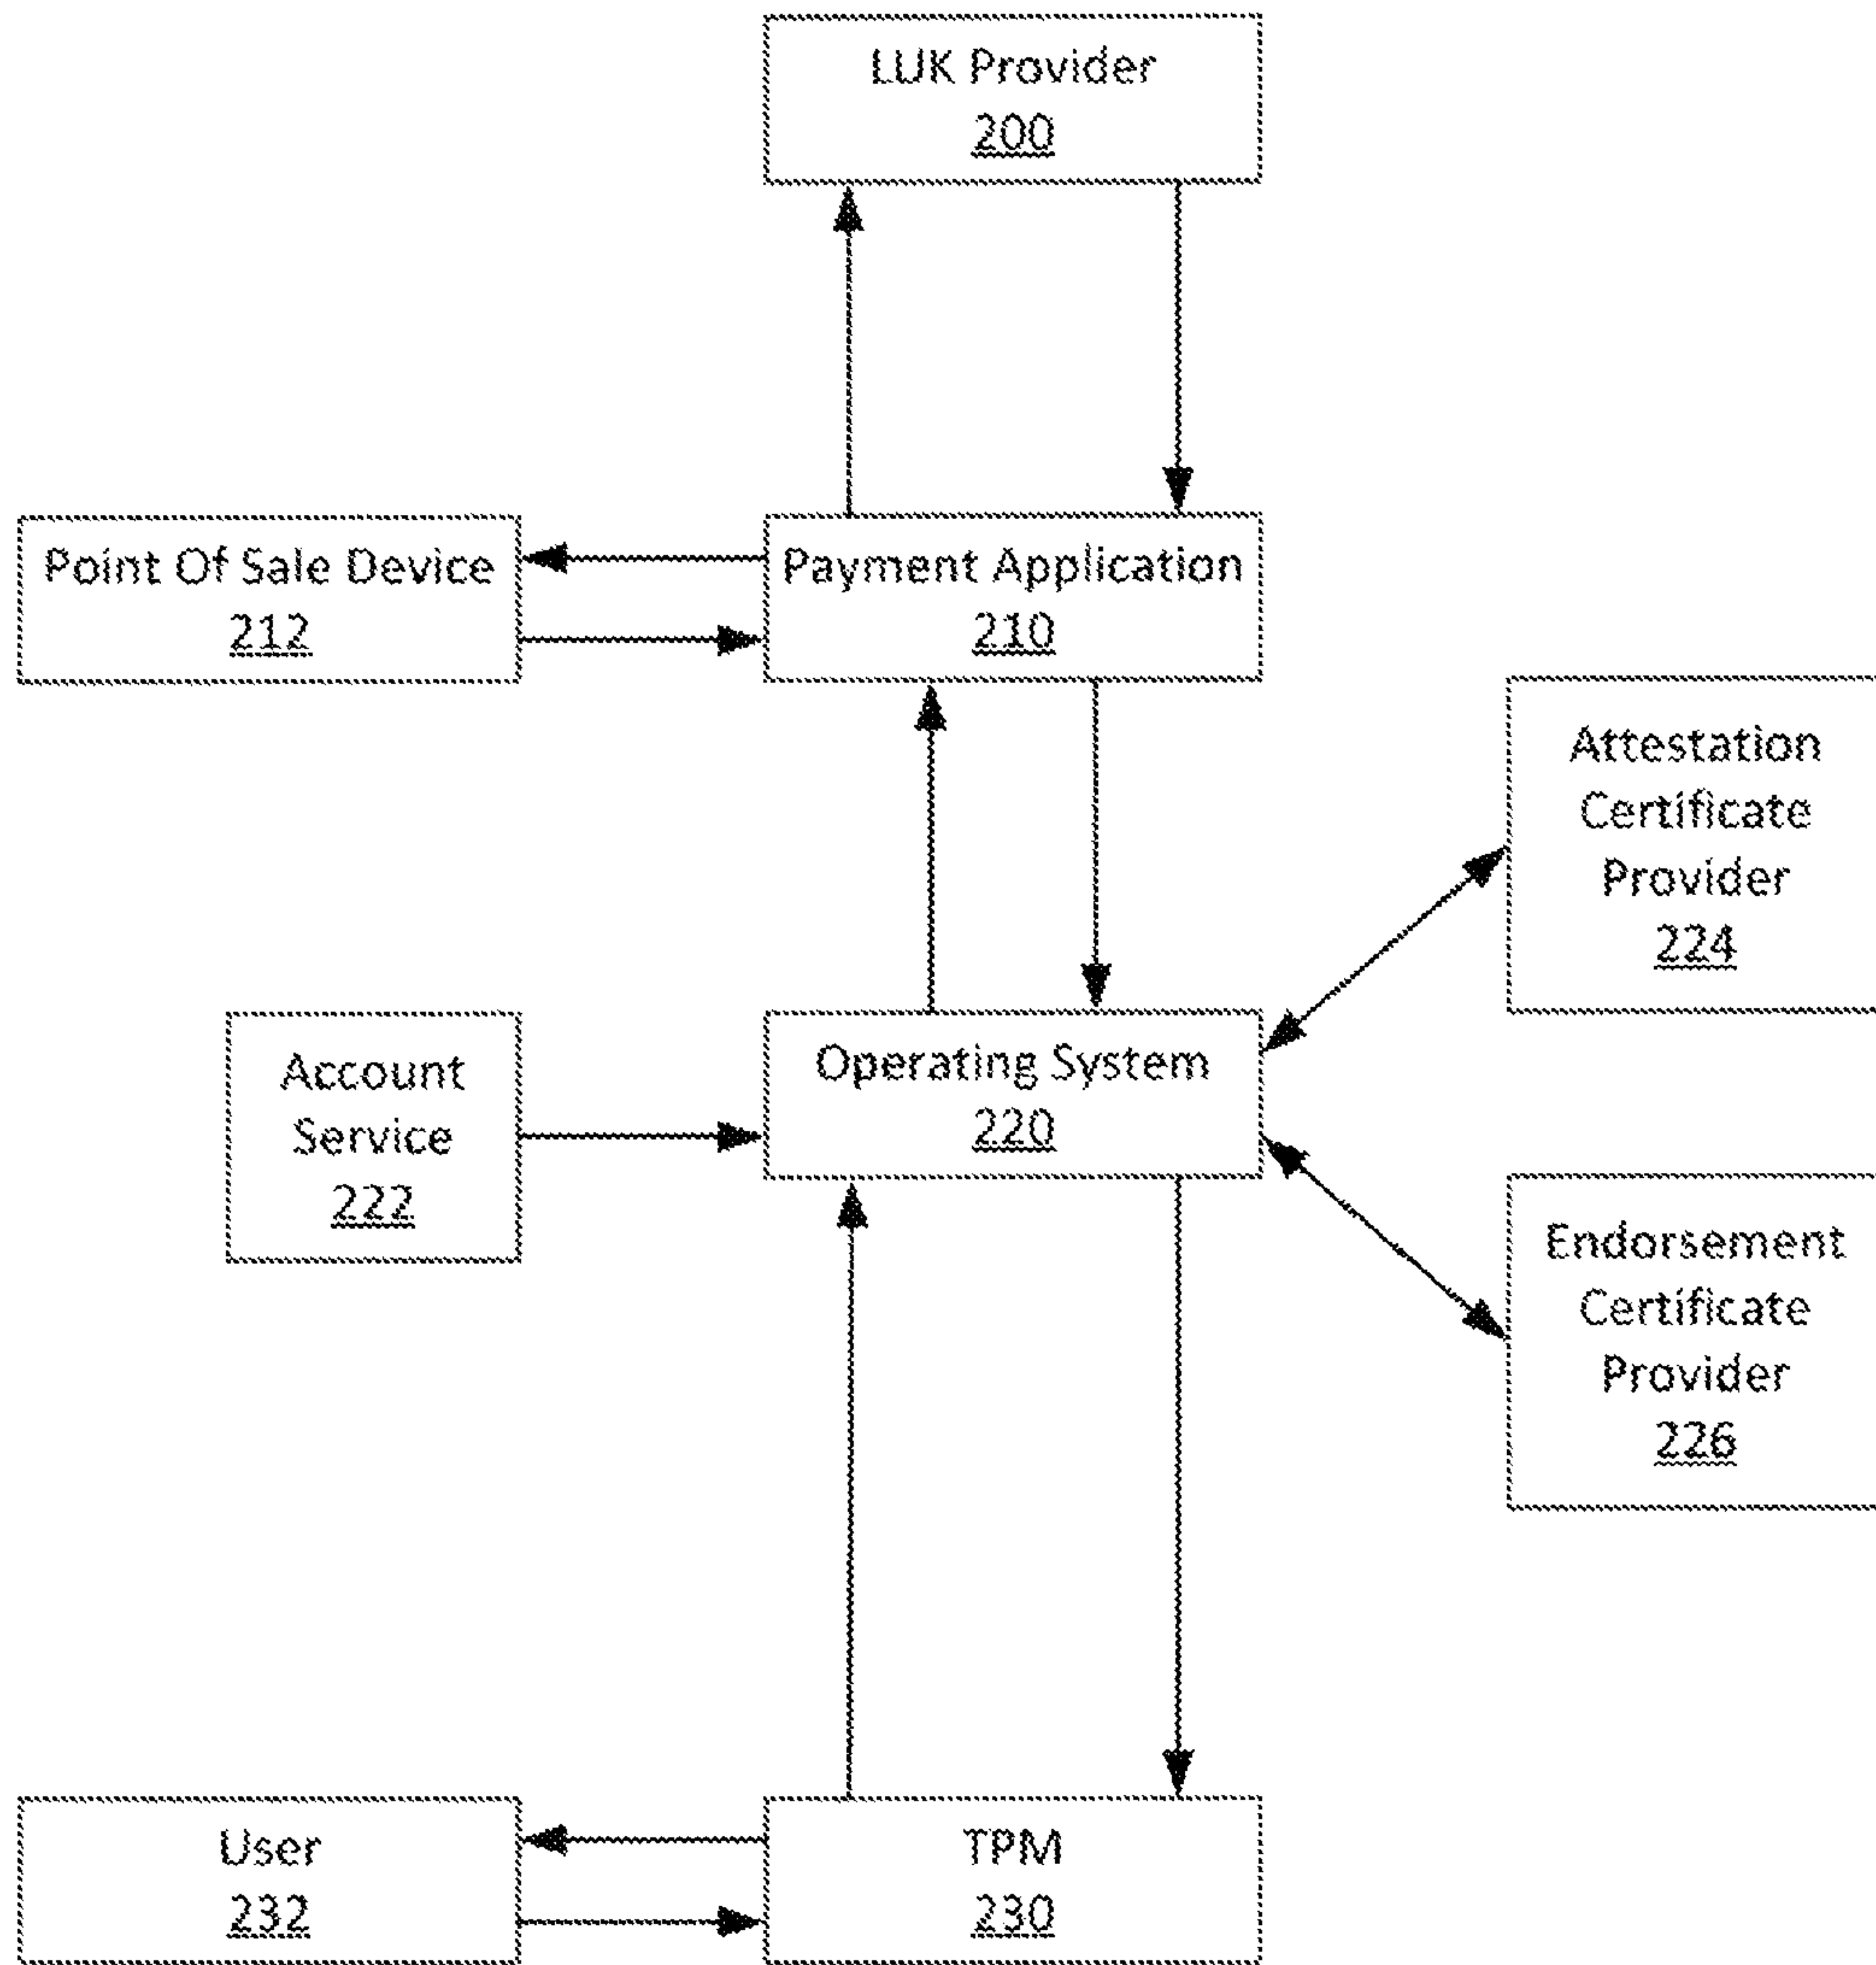 LUK Provider
200
Point Of Sale Device
212
Payment Application
210
Attestation
Certificate
Provider
224
Account
Service
222
Operating System
220
Endorsement
Certificate
Provider
226
User
232
TPM
230